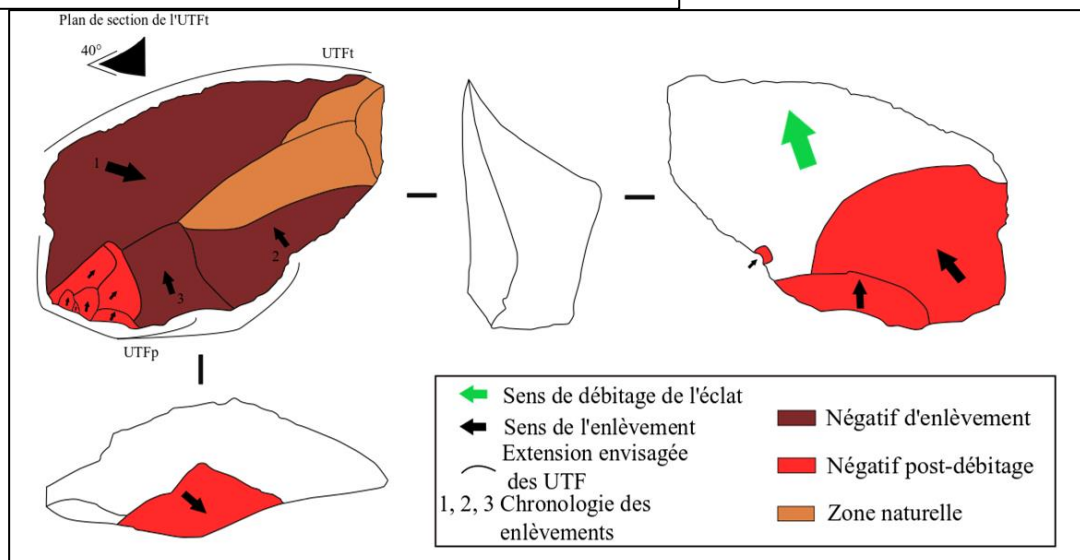 Plan de section de l'UTFt
40°
UTFt
1
2
3
UTFp
Sens de débitage de l'éclat
Sens de l'enlèvement
Extension envisagée
des UTF
1, 2, 3 Chronologie des
enlèvements
Négatif d'enlèvement
Négatif post-débitage
Zone naturelle